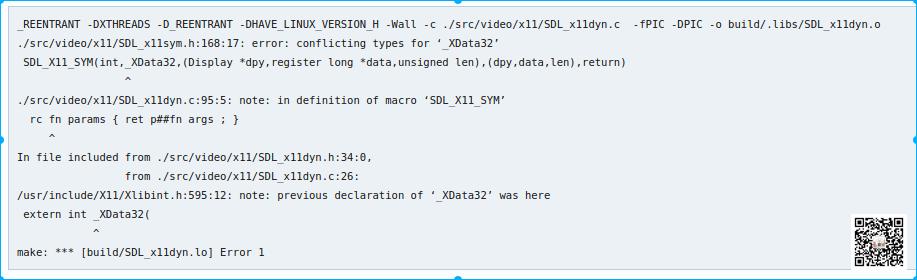 _REENTRANT -DXTHREADS -D_REENTRANT -DHAVE_LINUX_VERSION_H -Wall -c ./src/video/x11/SDL_x11dyn.c  -fPIC -DPIC -o build/.libs/SDL_x11dyn.o
./src/video/x11/SDL_x11sym.h:168:17: error: conflicting types for ‘_XData32’
 SDL_X11_SYM(int,_XData32,(Display *dpy,register long *data,unsigned len),(dpy,data,len),return)
                 ^
./src/video/x11/SDL_x11dyn.c:95:5: note: in definition of macro ‘SDL_X11_SYM’
  rc fn params { ret p##fn args ; }
     ^
In file included from ./src/video/x11/SDL_x11dyn.h:34:0,
                 from ./src/video/x11/SDL_x11dyn.c:26:
/usr/include/X11/Xlibint.h:595:12: note: previous declaration of ‘_XData32’ was here
 extern int _XData32(
            ^
make: *** [build/SDL_x11dyn.lo] Error 1